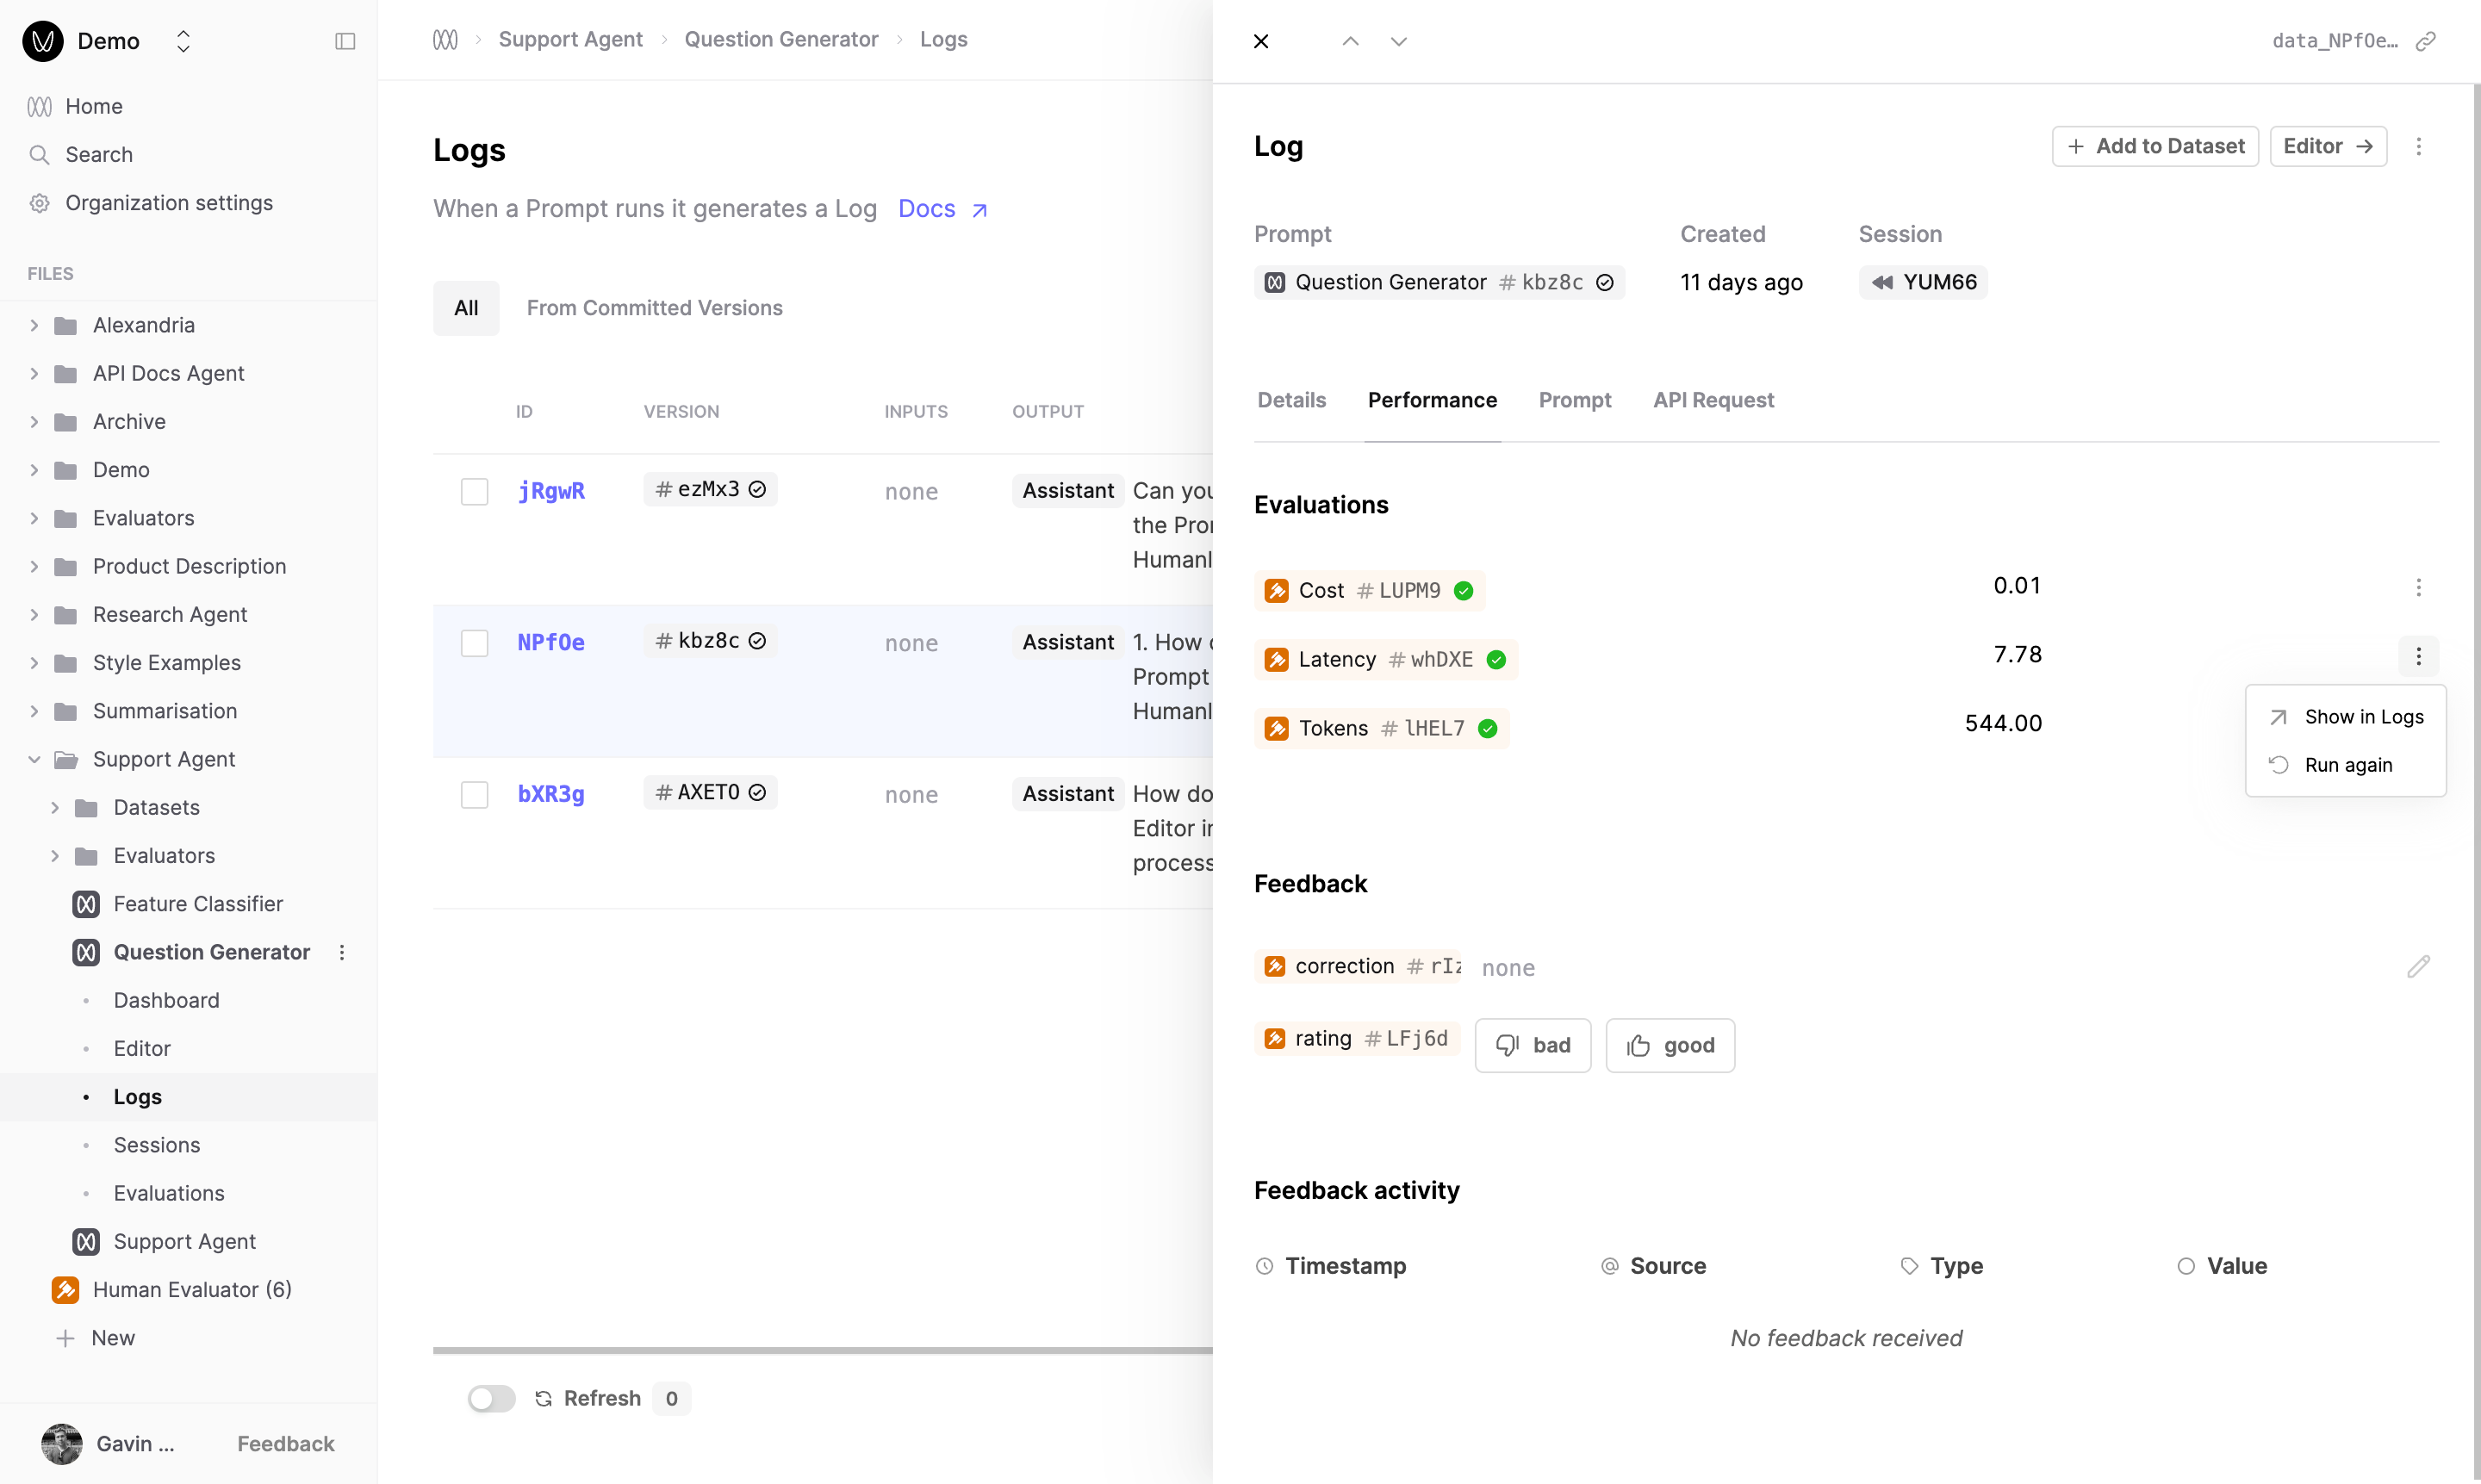 Demo
Home
Search
Organization settings
FILES
Alexandria
API Docs Agent
Archive
Demo
Evaluators
Product Description
Research Agent
Style Examples
Summarisation
Support Agent
Datasets
Evaluators
Feature Classifier
Question Generator
Dashboard
Editor
Logs
Sessions
Evaluations
Support Agent
Human Evaluator (6)
New
Gavin ...
Feedback
Support Agent > Question Generator > Logs
Logs
When a Prompt runs it generates a Log Docs
All From Committed Versions
ID VERSION INPUTS OUTPUT
jRgwR # ezMx3 none Assistant Can you
the Pro
Humanl
NPfOe # kbz8c none Assistant 1. How
Prompt
Humanl
bXR3g # AXETO none Assistant How do
Editor
process
Refresh 0
data_NPfOe…
Log
Add to Dataset Editor
Prompt Created Session
Question Generator # kbz8c 11 days ago YUM66
Details Performance Prompt API Request
Evaluations
Cost # LUPM9 0.01
Latency # whDXE 7.78
Tokens # lHEL7 544.00
Show in Logs
Run again
Feedback
correction # rIz none
rating # LFj6d bad good
Feedback activity
Timestamp Source Type Value
No feedback received